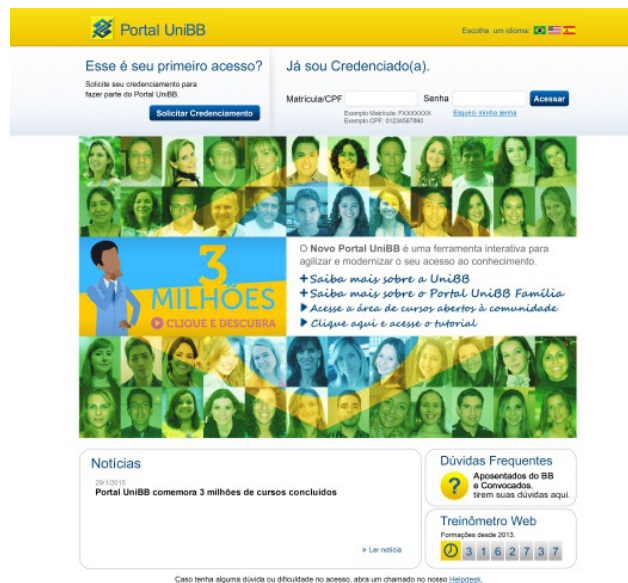 Portal UniBB
Escolha um idioma:
Esse é seu primeiro acesso?
Solicite seu credenciamento para
fazer parte do Portal UniBB.
Solicitar Credenciamento
Já sou Credenciado(a).
Matrícula/CPF
Senha
Acessar
Exemplo Matrícula: FXXXXXXX
Exemplo CPF: 01234567890
Esqueci minha senha
3
MILHÕES
CLIQUE E DESCUBRA
O Novo Portal UniBB é uma ferramenta interativa para
agilizar e modernizar o seu acesso ao conhecimento.
+Saiba mais sobre a UniBB
+Saiba mais sobre o Portal UniBB Família
Acesse a área de cursos abertos à comunidade
Clique aqui e acesse o tutorial
Notícias
29/1/2015
Portal UniBB comemora 3 milhões de cursos concluídos
» Ler notícia
Dúvidas Frequentes
?
Aposentados do BB
e Convocados,
tirem suas dúvidas aqui.
Treinômetro Web
Formações desde 2013.
3 1 6 2 7 3 7
Caso tenha alguma dúvida ou dificuldade no acesso, abra um chamado no nosso Helpdesk.